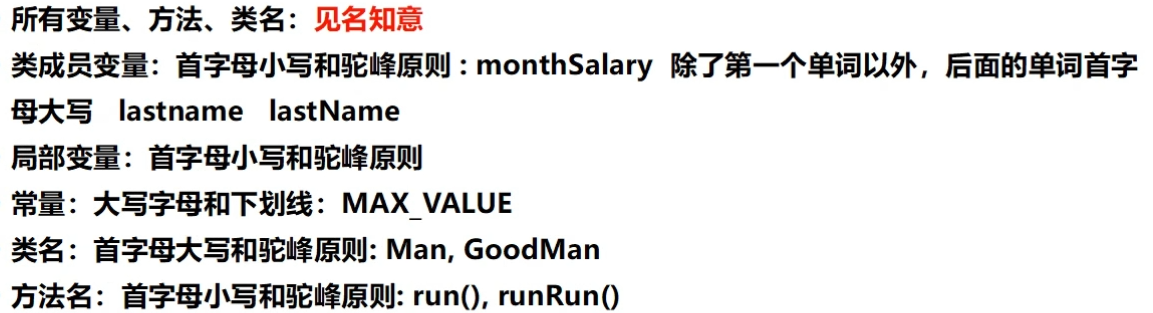 所有变量、方法、类名：见名知意
类成员变量：首字母小写和驼峰原则 : monthSalary 除了第一个单词以外，后面的单词首字
母大写 lastname lastName
局部变量：首字母小写和驼峰原则
常量：大写字母和下划线：MAX_VALUE
类名：首字母大写和驼峰原则: Man, GoodMan
方法名：首字母小写和驼峰原则: run(), runRun()